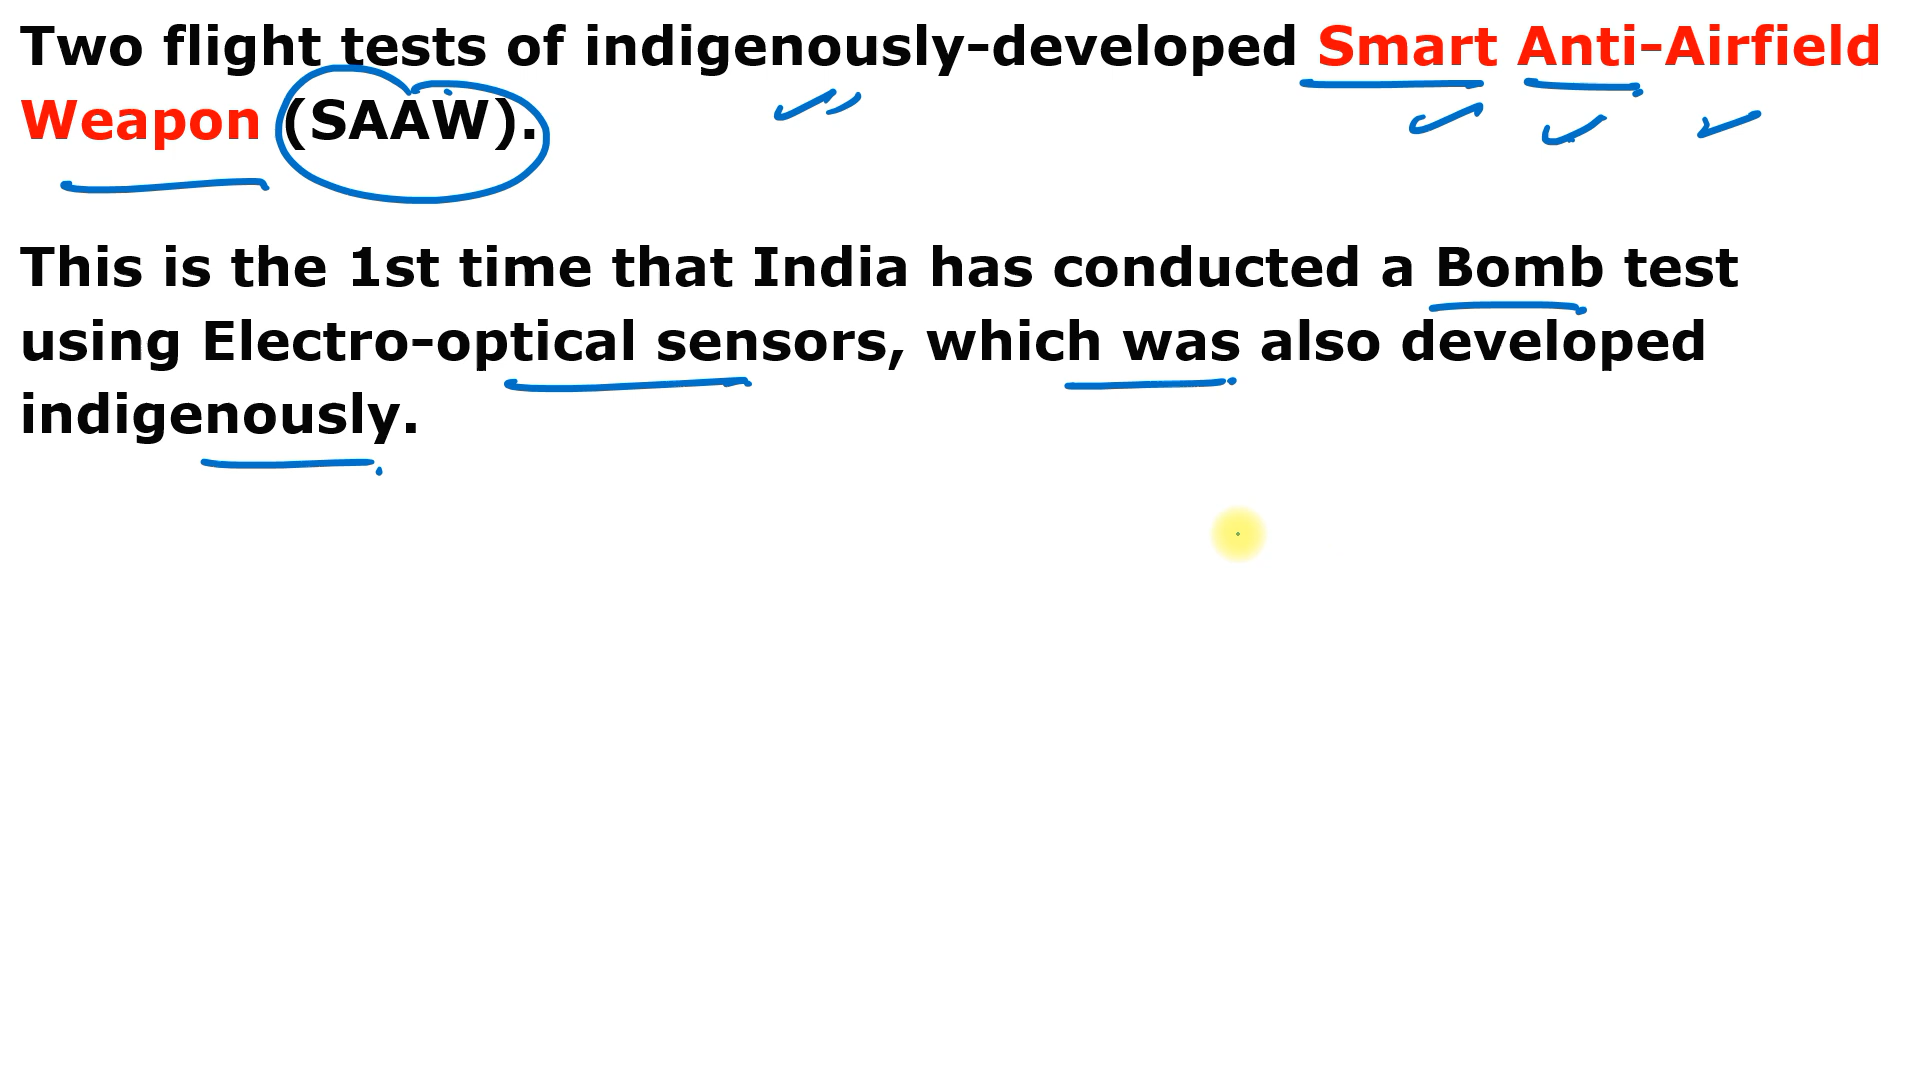 Two flight tests of indigenously-developed Smart Anti-Airfield
Weapon (SAAW).
This is the 1st time that India has conducted a Bomb test
using Electro-optical sensors, which was also developed
indigenously.